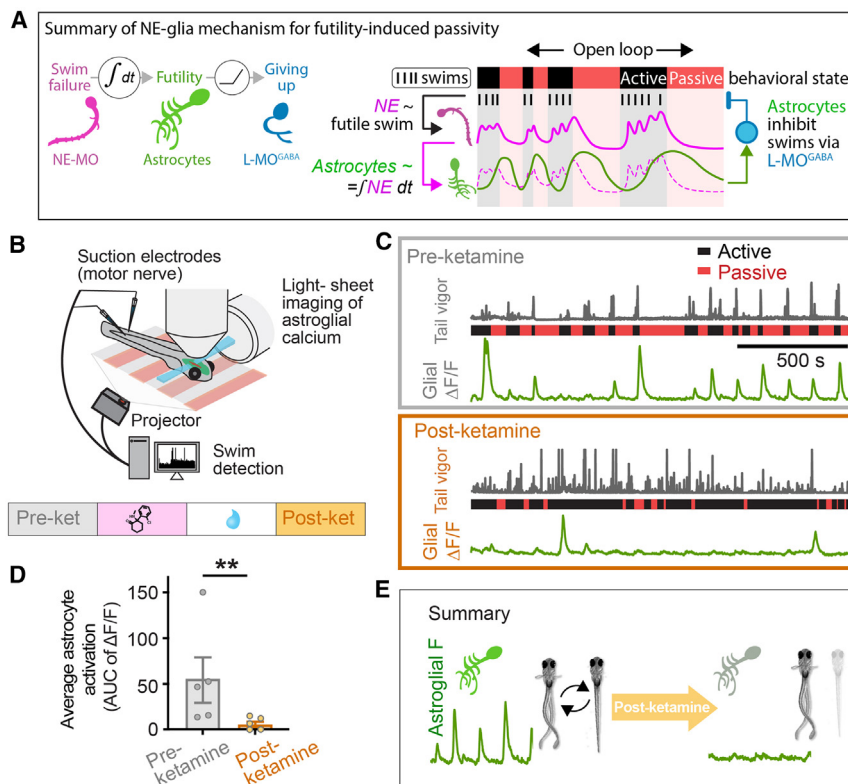 A
Summary of NE-glia mechanism for futility-induced passivity
Swim
failure
∫ dt
Futility
Giving
up
NE-MO
Astrocytes
L-MO^GABA
Open loop
swims
Active
Passive
behavioral state
NE ~
futile swim
Astrocytes ~
=∫NE dt
Astrocytes
inhibit
swims via
L-MO^GABA
B
Suction electrodes
(motor nerve)
Light- sheet
imaging of
astroglial
calcium
Projector
Swim
detection
Pre-ket
Post-ket
C
Pre-ketamine
Active
Passive
Tail vigor
500 s
Glial
ΔF/F
Post-ketamine
Tail vigor
Glial
ΔF/F
D
**
Average astrocyte
activation
(AUC of ΔF/F)
150
100
50
0
Pre-
ketamine
Post-
ketamine
E
Summary
Astroglial F
Post-ketamine